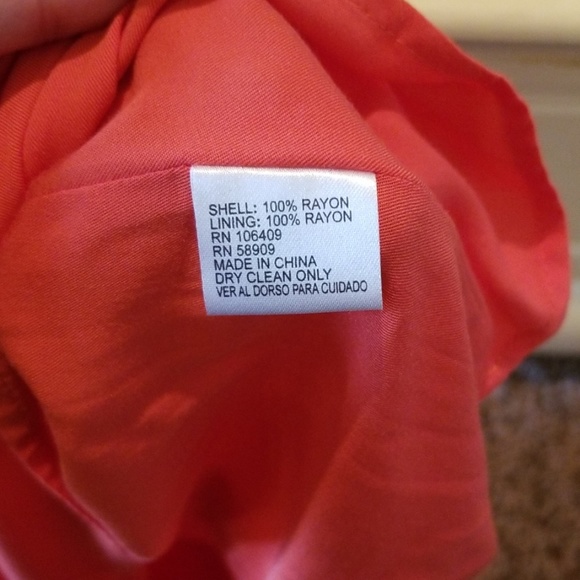 SHELL: 100% RAYON
LINING: 100% RAYON
RN 106409
RN 58909
MADE IN CHINA
DRY CLEAN ONLY
VER AL DORSO PARA CUIDADO